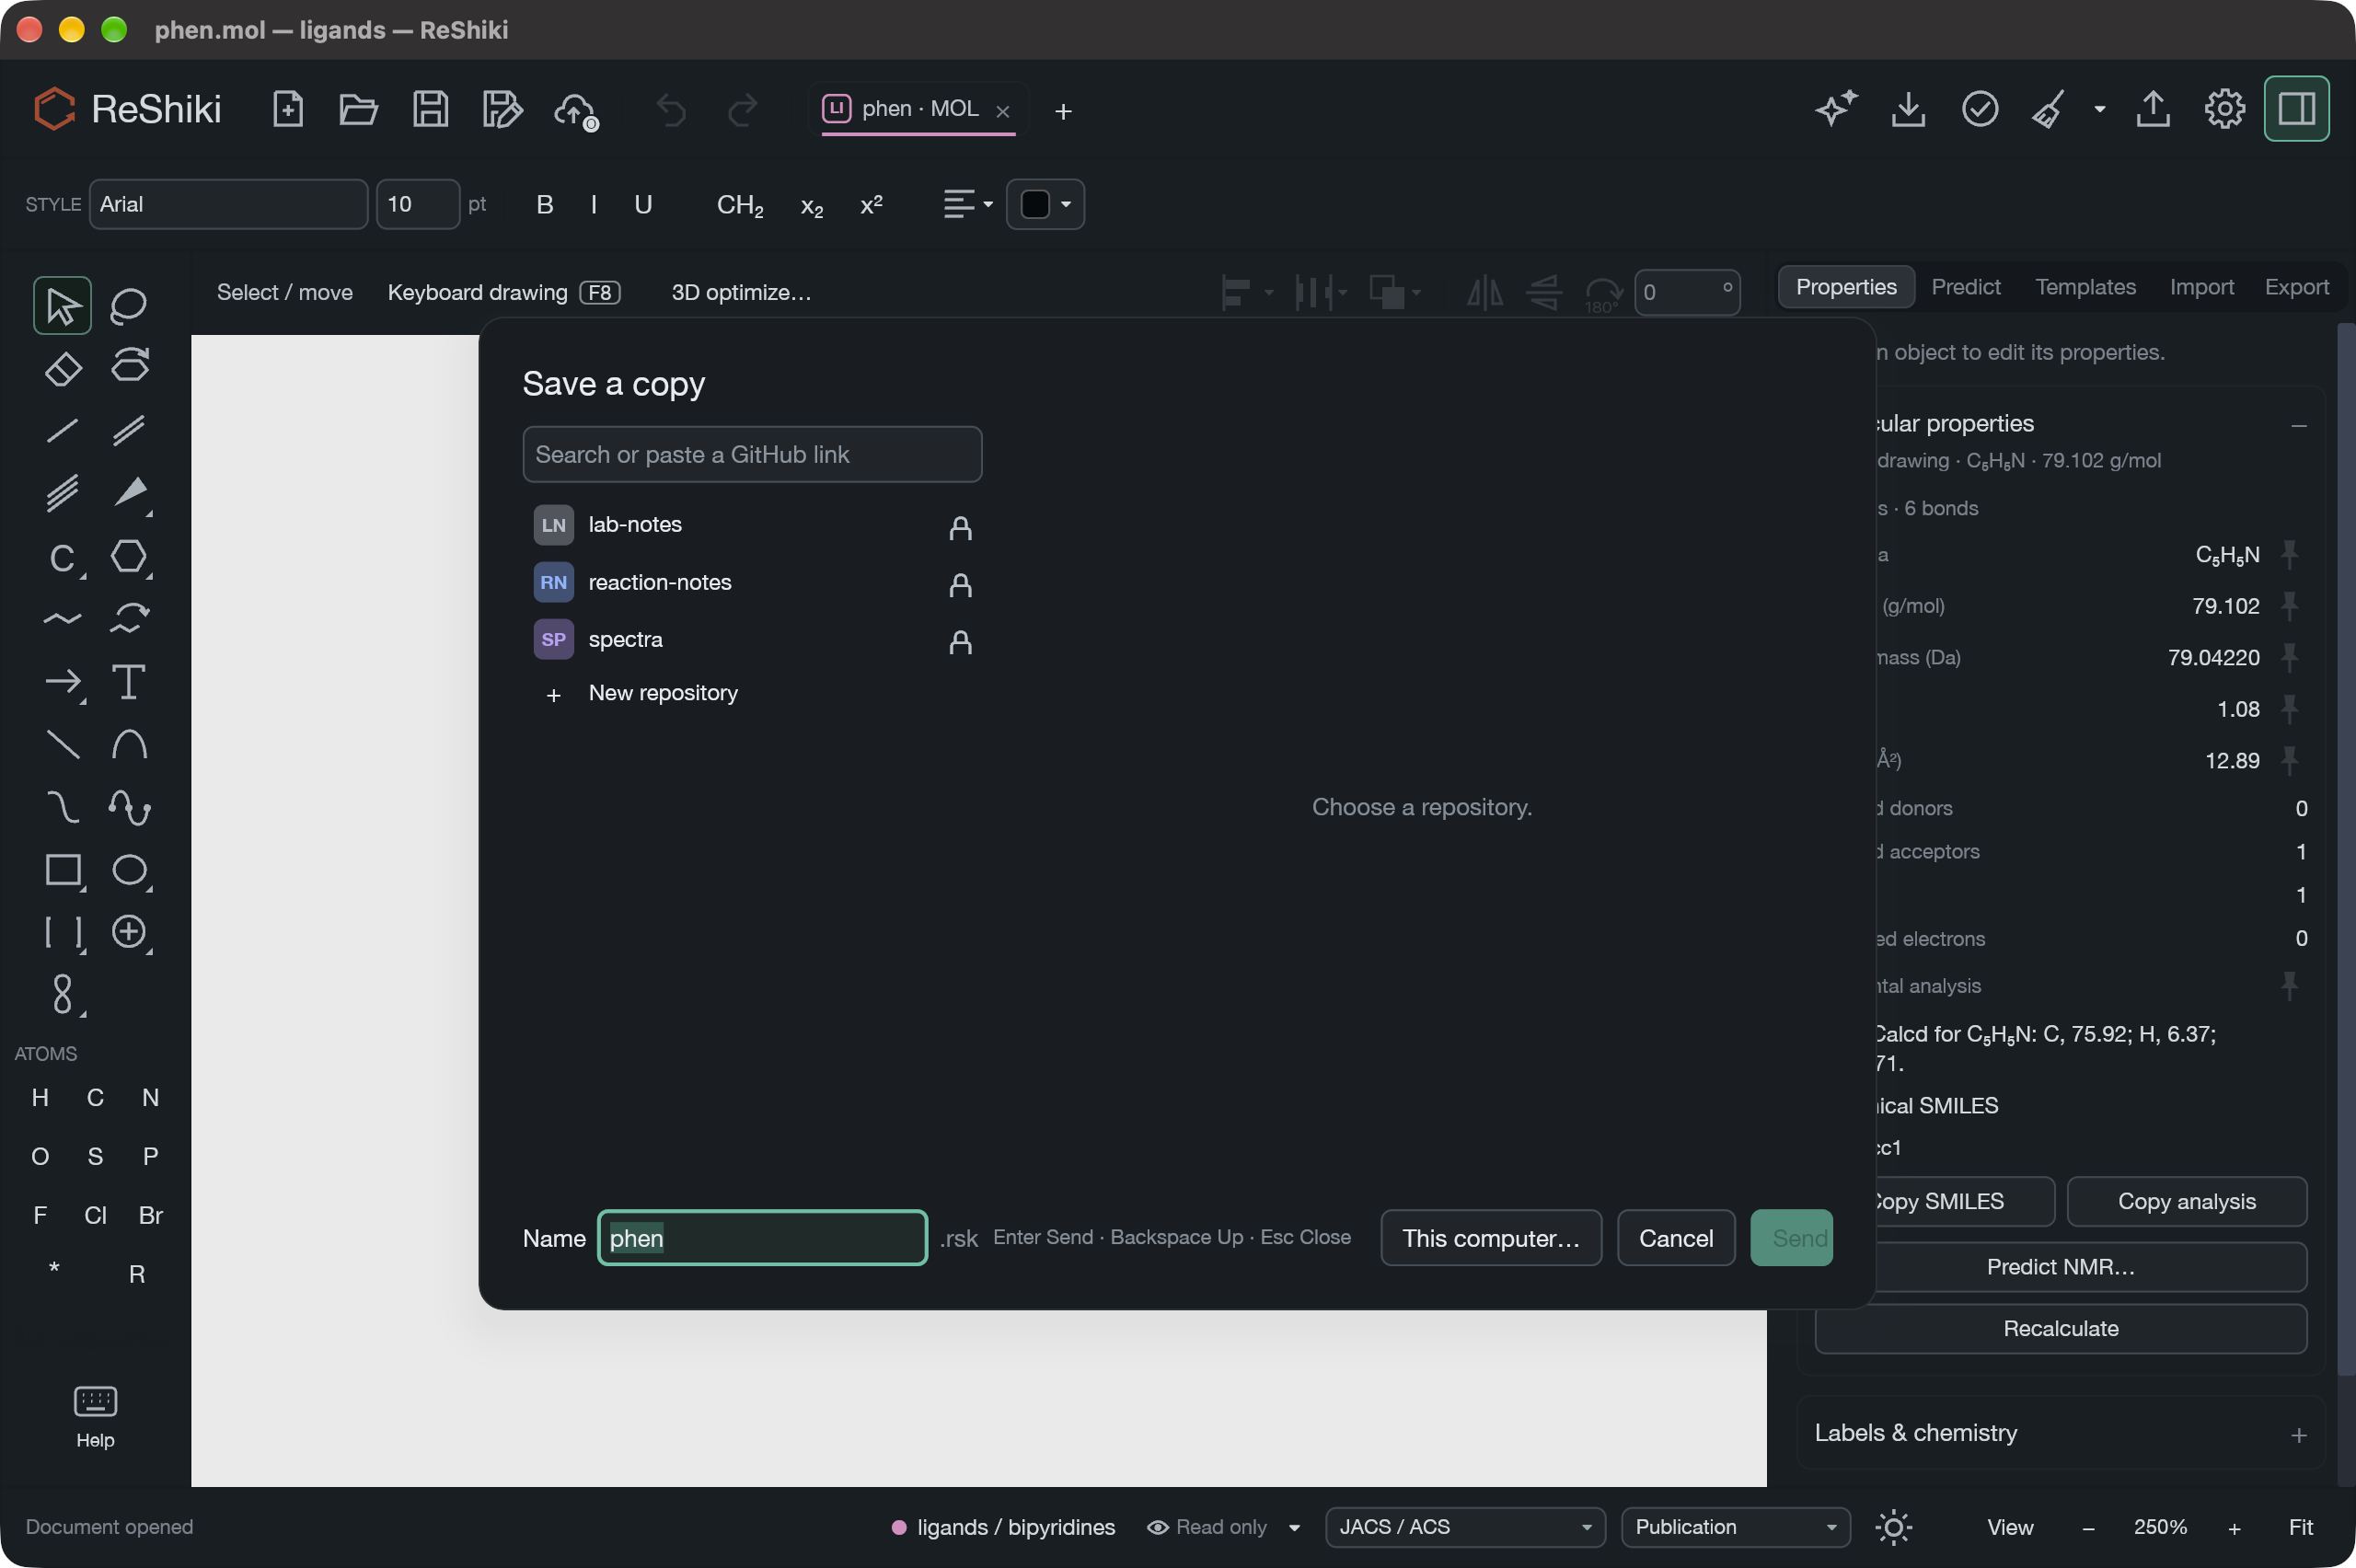 phen.mol — ligands — ReShiki
ReShiki
LI phen · MOL
STYLE Arial 10 pt B I U CH₂ x₂ x²
Select / move Keyboard drawing F8 3D optimize… 180° 0 °
Properties Predict Templates Import Export
n object to edit its properties.
Save a copy
Search or paste a GitHub link
LN lab-notes
RN reaction-notes
SP spectra
+ New repository
Choose a repository.
Name phen .rsk Enter Send · Backspace Up · Esc Close This computer… Cancel Send
cular properties
drawing · C₅H₅N · 79.102 g/mol
s · 6 bonds
a C₅H₅N
(g/mol) 79.102
mass (Da) 79.04220
1.08
Å²) 12.89
d donors 0
d acceptors 1
1
ed electrons 0
ntal analysis
Calcd for C₅H₅N: C, 75.92; H, 6.37;
71.
ical SMILES
cc1
Copy SMILES Copy analysis
Predict NMR…
Recalculate
Labels & chemistry
C
T
ATOMS
H C N
O S P
F Cl Br
* R
Help
Document opened ligands / bipyridines Read only JACS / ACS Publication View – 250% + Fit